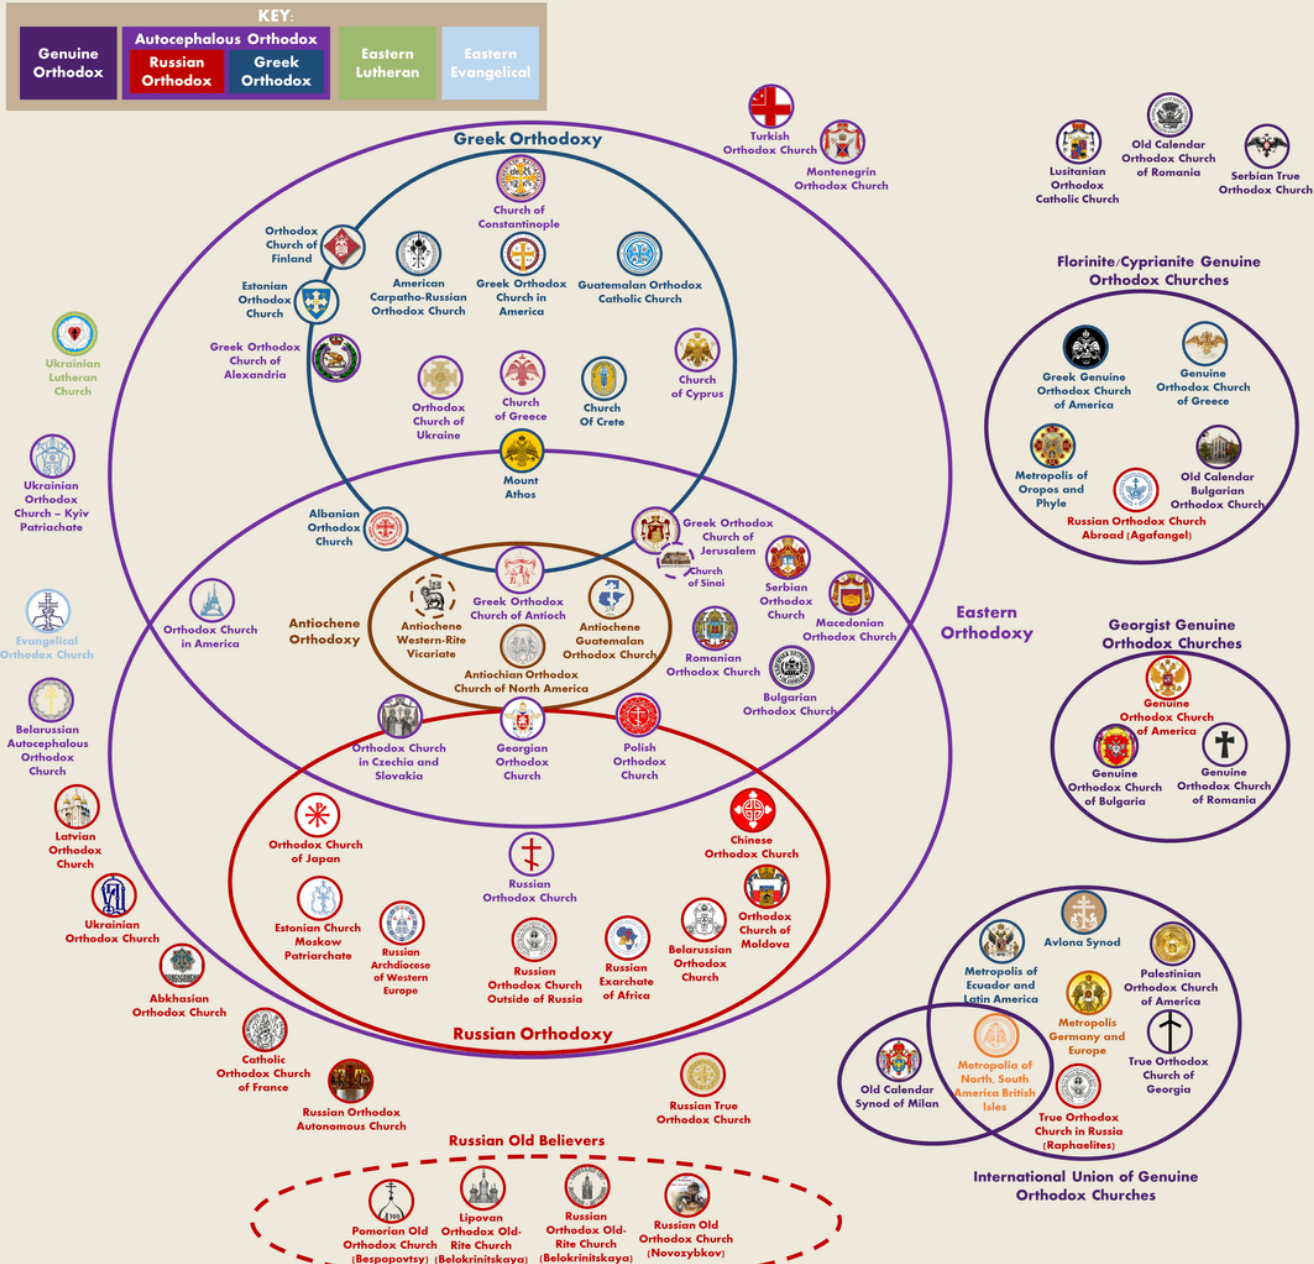 KEY:
Genuine
Orthodox
Autocephalous Orthodox
Russian
Orthodox
Greek
Orthodox
Eastern
Lutheran
Eastern
Evangelical
Greek Orthodoxy
Church of
Constantinople
Orthodox
Church of
Finland
American
Carpatho-Russian
Orthodox Church
Greek Orthodox
Church in
America
Guatemalan Orthodox
Catholic Church
Estonian
Orthodox
Church
Greek Orthodox
Church of
Alexandria
Orthodox
Church of
Ukraine
Church
of Greece
Church
Of Crete
Church
of Cyprus
Mount
Athos
Albanian
Orthodox
Church
Greek Orthodox
Church of
Jerusalem
Church
of Sinai
Serbian
Orthodox
Church
Macedonian
Orthodox Church
Romanian
Orthodox Church
Bulgarian
Orthodox Church
Orthodox Church
in America
Antiochene
Orthodoxy
Antiochene
Western-Rite
Vicariate
Greek Orthodox
Church of Antioch
Antiochene
Guatemalan
Orthodox Church
Antiochian Orthodox
Church of North America
Eastern
Orthodoxy
Orthodox Church
in Czechia and
Slovakia
Georgian
Orthodox
Church
Polish
Orthodox
Church
Orthodox Church
of Japan
Russian
Orthodox Church
Chinese
Orthodox Church
Estonian Church
Moskow
Patriarchate
Russian
Archdiocese
of Western
Europe
Russian
Orthodox Church
Outside of Russia
Russian
Exarchate
of Africa
Belarussian
Orthodox
Church
Orthodox
Church of
Moldova
Russian Orthodoxy
Ukrainian
Lutheran
Church
Ukrainian
Orthodox
Church – Kyiv
Patriachate
Evangelical
Orthodox Church
Belarussian
Autocephalous
Orthodox
Church
Latvian
Orthodox
Church
Ukrainian
Orthodox Church
Abkhasian
Orthodox Church
Catholic
Orthodox Church
of France
Russian Orthodox
Autonomous Church
Russian True
Orthodox Church
Russian Old Believers
Pomorian Old
Orthodox Church
(Bespopovtsy)
Lipovan
Orthodox Old-
Rite Church
(Belokrinitskaya)
Russian
Orthodox Old-
Rite Church
(Belokrinitskaya)
Russian Old
Orthodox Church
(Novozybkov)
Turkish
Orthodox Church
Montenegrin
Orthodox Church
Lusitanian
Orthodox
Catholic Church
Old Calendar
Orthodox Church
of Romania
Serbian True
Orthodox Church
Florinite/Cyprianite Genuine
Orthodox Churches
Greek Genuine
Orthodox Church
of America
Genuine
Orthodox Church
of Greece
Metropolis of
Oropos and
Phyle
Old Calendar
Bulgarian
Orthodox Church
Russian Orthodox Church
Abroad (Agafangel)
Georgist Genuine
Orthodox Churches
Genuine
Orthodox Church
of America
Genuine
Orthodox Church
of Bulgaria
Genuine
Orthodox Church
of Romania
Avlona Synod
Metropolis of
Ecuador and
Latin America
Palestinian
Orthodox Church
of America
Metropolis
Germany and
Europe
Old Calendar
Synod of Milan
Metropolia of
North, South
America British
Isles
True Orthodox
Church of
Georgia
True Orthodox
Church in Russia
(Raphaelites)
International Union of Genuine
Orthodox Churches